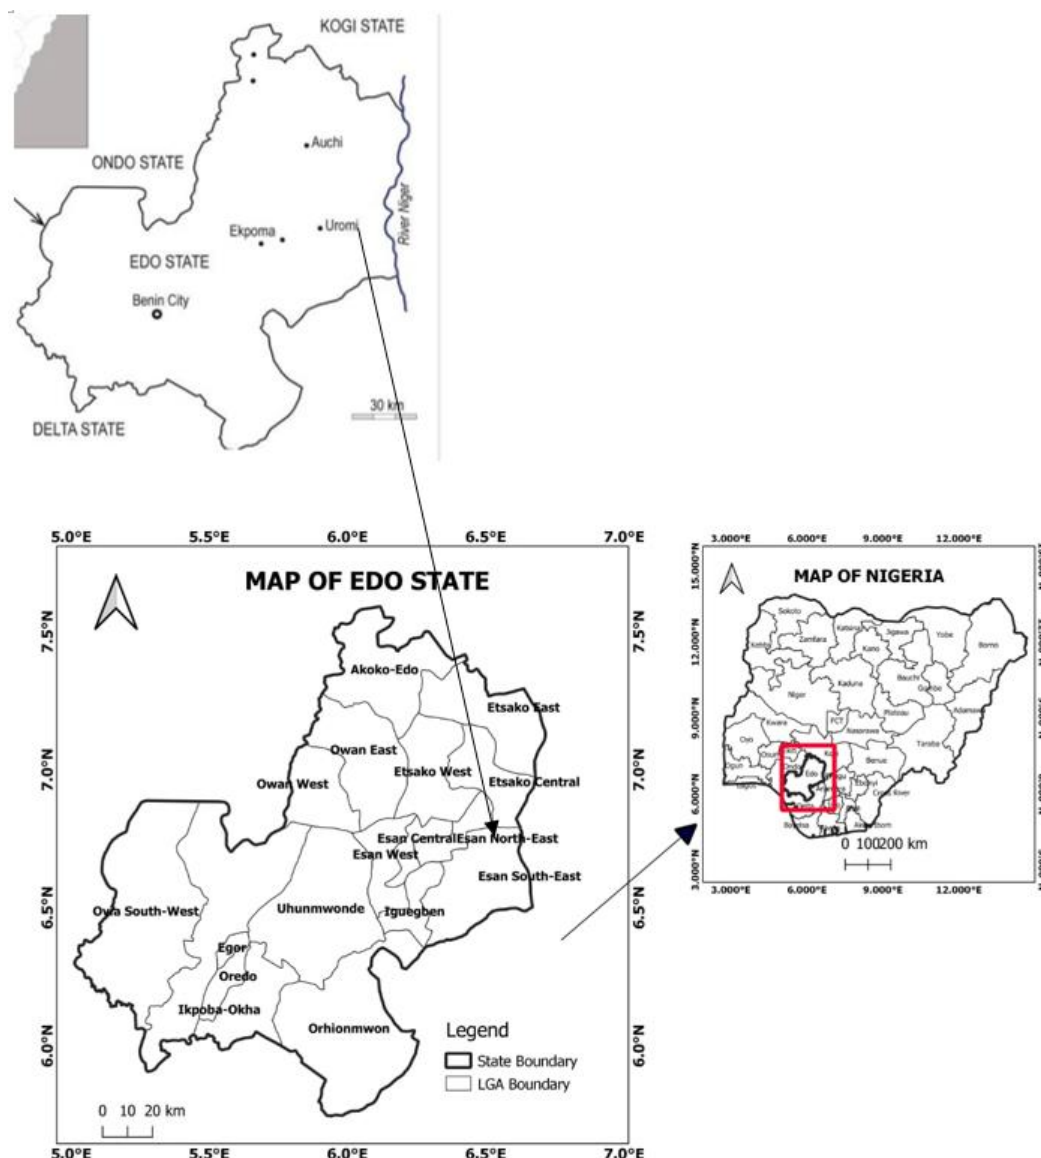 KOGI STATE
Auchi
ONDO STATE
River Niger
Ekpoma
Uromi
EDO STATE
Benin City
30 km
DELTA STATE
5.0°E 5.5°E 6.0°E 6.5°E 7.0°E
MAP OF EDO STATE
7.5°N
7.5°N
Akoko-Edo
Etsako East
Owan East
7.0°N
7.0°N
Etsako West
Owan West
Etsako Central
Esan Central
Esan North-East
Esan West
Esan South-East
6.5°N
6.5°N
Ovia South-West
Uhunmwonde
Iguegben
Egor
Oredo
Ikpoba-Okha
Orhionmwon
6.0°N
6.0°N
Legend
State Boundary
LGA Boundary
0 10 20 km
5.0°E 5.5°E 6.0°E 6.5°E 7.0°E
3.000°E 6.000°E 9.000°E 12.000°E
15.000°N
MAP OF NIGERIA
Sokoto
Katsina
Jigawa
Yobe
Zamfara
Kano
Borno
12.000°N
Kebbi
Kaduna
Bauchi
Gombe
Niger
Adamawa
Plateau
9.000°N
Kwara
FCT
Nasarawa
Oyo
Taraba
Benue
Ogun
Edo
Ebonyi
6.000°N
Cross River
0 100200 km
3.000°N
3.000°E 6.000°E 9.000°E 12.000°E